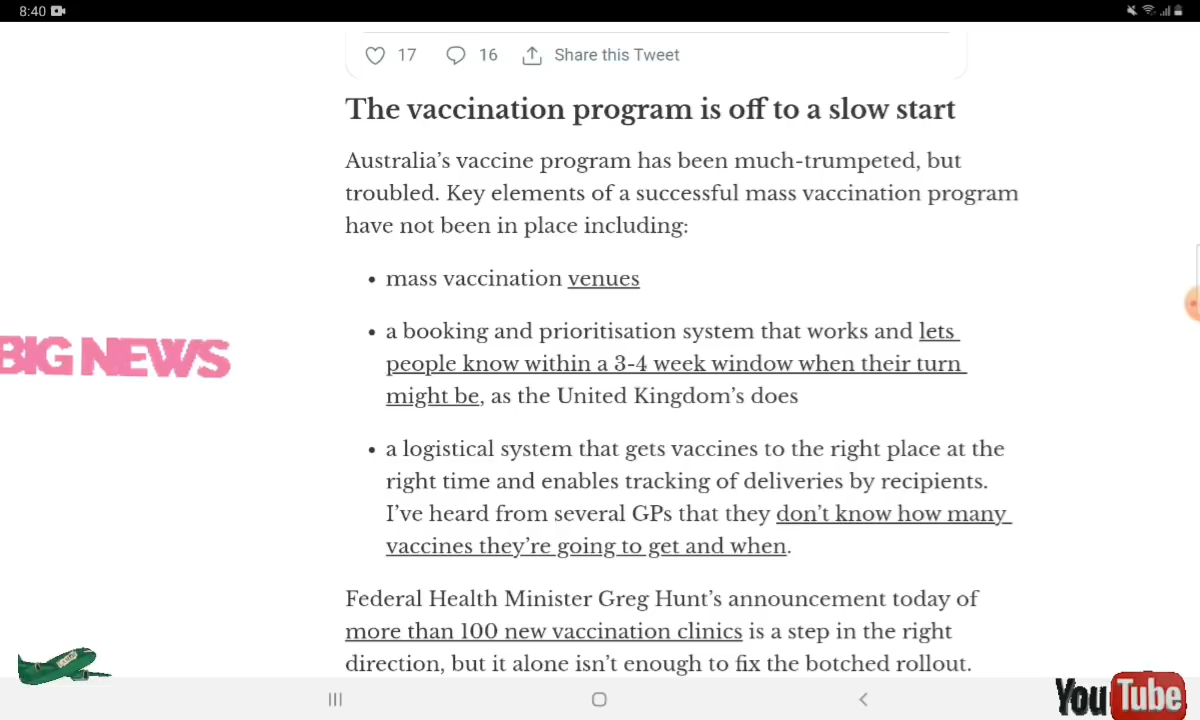 8:40
17 16 Share this Tweet
The vaccination program is off to a slow start
Australia’s vaccine program has been much-trumpeted, but
troubled. Key elements of a successful mass vaccination program
have not been in place including:
• mass vaccination venues
• a booking and prioritisation system that works and lets
people know within a 3-4 week window when their turn
might be, as the United Kingdom’s does
• a logistical system that gets vaccines to the right place at the
right time and enables tracking of deliveries by recipients.
I’ve heard from several GPs that they don’t know how many
vaccines they’re going to get and when.
Federal Health Minister Greg Hunt’s announcement today of
more than 100 new vaccination clinics is a step in the right
direction, but it alone isn’t enough to fix the botched rollout.
BIG NEWS
YouTube